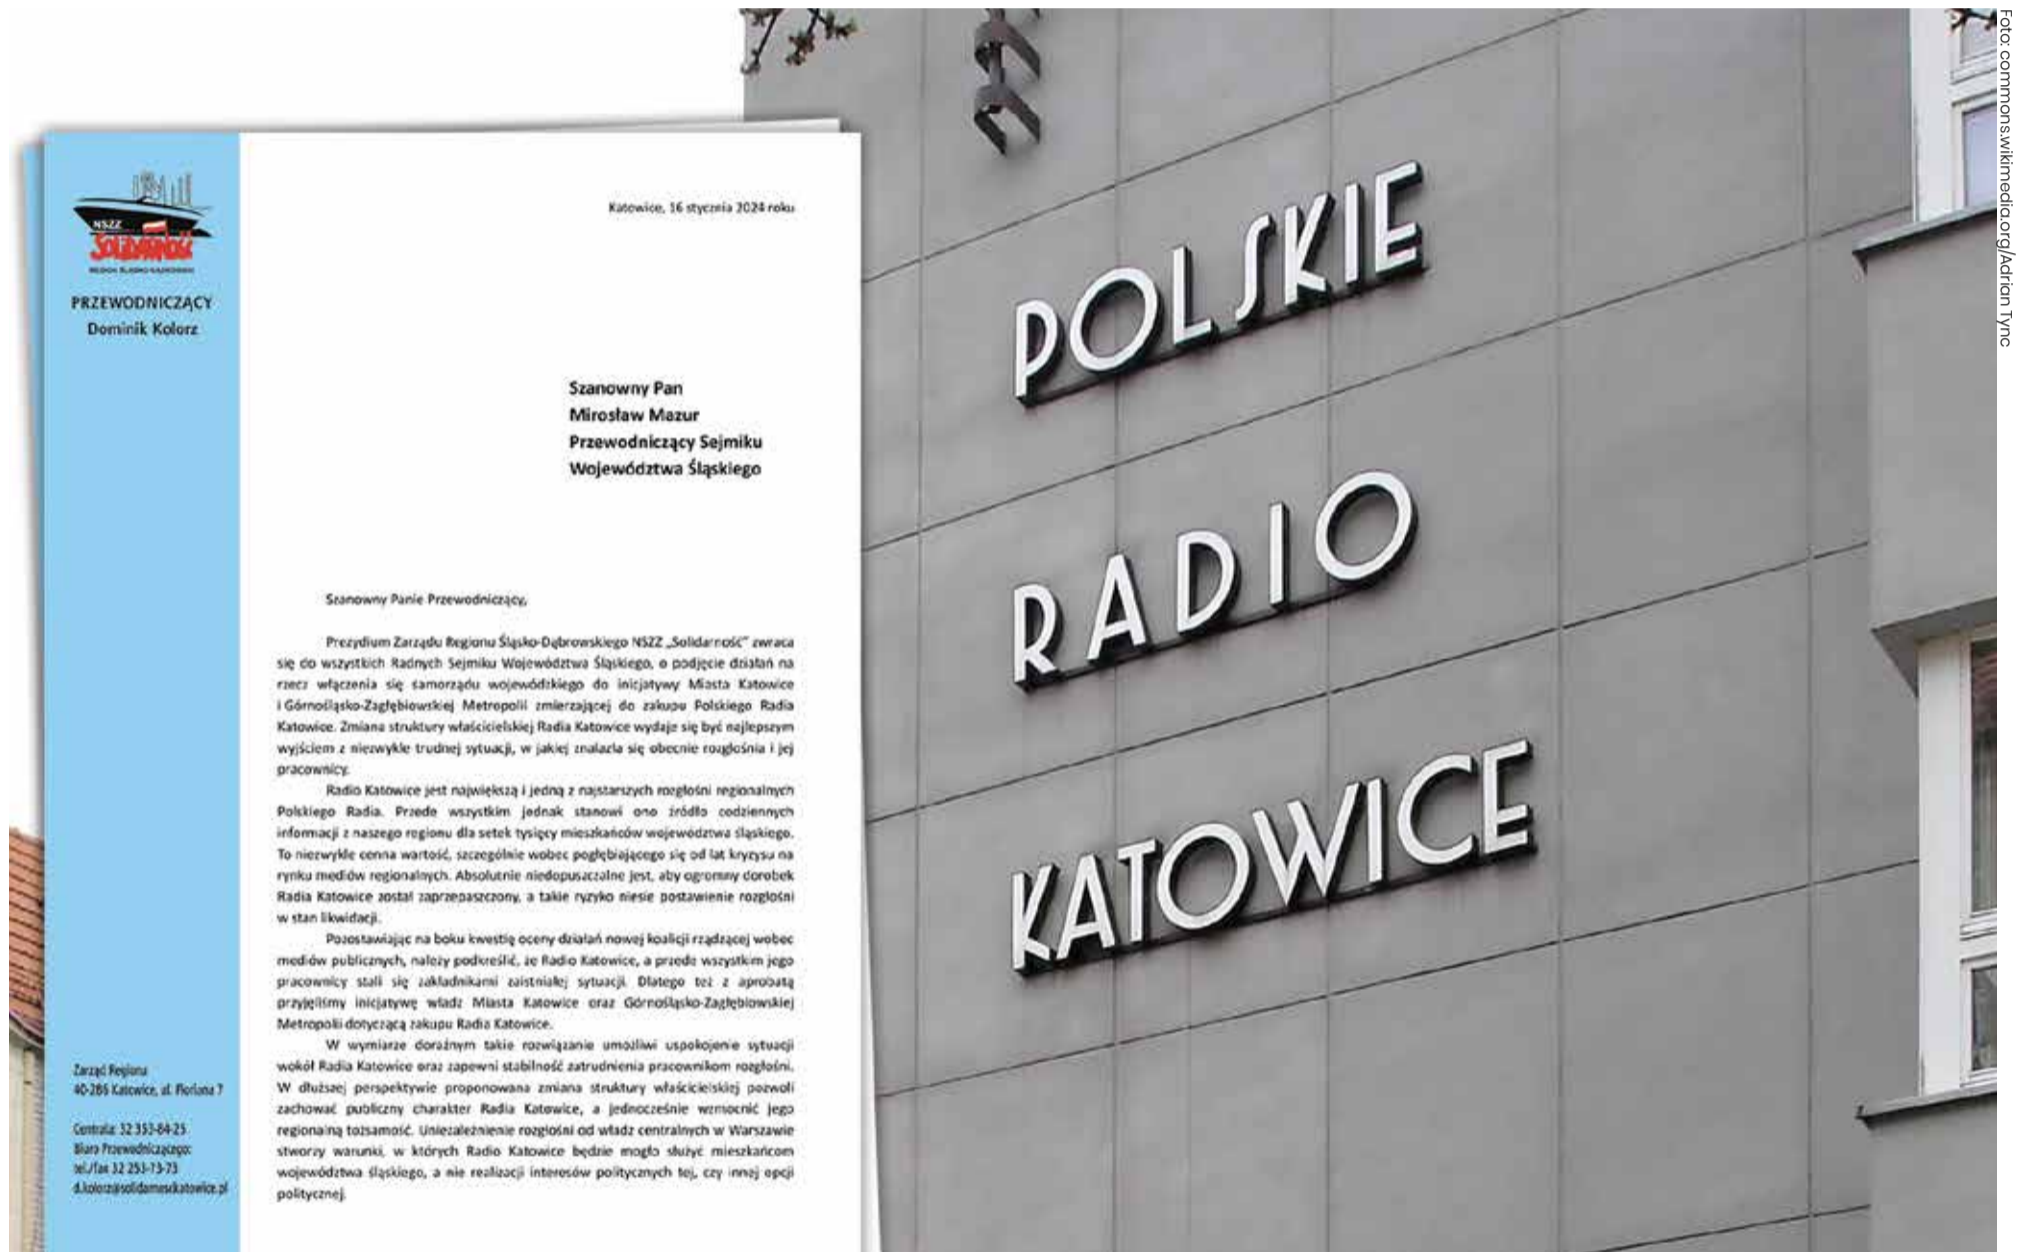 Foto: commons.wikimedia.org/Adrian Tync
NSZZ
Solidarność
REGION ŚLĄSKO-DĄBROWSKI
PRZEWODNICZĄCY
Dominik Kolorz
Katowice, 16 stycznia 2024 roku
Szanowny Pan
Mirosław Mazur
Przewodniczący Sejmiku
Województwa Śląskiego
Szanowny Panie Przewodniczący,
Prezydium Zarządu Regionu Śląsko-Dąbrowskiego NSZZ „Solidarność” zwraca
się do wszystkich Radnych Sejmiku Województwa Śląskiego, o podjęcie działań na
rzecz włączenia się samorządu wojewódzkiego do inicjatywy Miasta Katowice
i Górnośląsko-Zagłębiowskiej Metropolii zmierzającej do zakupu Polskiego Radia
Katowice. Zmiana struktury właścicielskiej Radia Katowice wydaje się być najlepszym
wyjściem z niezwykle trudnej sytuacji, w jakiej znalazła się obecnie rozgłośnia i jej
pracownicy.
Radio Katowice jest największą i jedną z najstarszych rozgłośni regionalnych
Polskiego Radia. Przede wszystkim jednak stanowi ono źródło codziennych
informacji z naszego regionu dla setek tysięcy mieszkańców województwa śląskiego.
To niezwykle cenna wartość, szczególnie wobec pogłębiającego się od lat kryzysu na
rynku mediów regionalnych. Absolutnie niedopuszczalne jest, aby ogromny dorobek
Radia Katowice został zaprzepaszczony, a takie ryzyko niesie postawienie rozgłośni
w stan likwidacji.
Pozostawiając na boku kwestię oceny działań nowej koalicji rządzącej wobec
mediów publicznych, należy podkreślić, że Radio Katowice, a przede wszystkim jego
pracownicy stali się zakładnikami zaistniałej sytuacji. Dlatego też z aprobatą
przyjęliśmy inicjatywę władz Miasta Katowice oraz Górnośląsko-Zagłębiowskiej
Metropolii dotyczącą zakupu Radia Katowice.
W wymiarze doraźnym takie rozwiązanie umożliwi uspokojenie sytuacji
wokół Radia Katowice oraz zapewni stabilność zatrudnienia pracownikom rozgłośni.
W dłuższej perspektywie proponowana zmiana struktury właścicielskiej pozwoli
zachować publiczny charakter Radia Katowice, a jednocześnie wzmocnić jego
regionalną tożsamość. Uniezależnienie rozgłośni od władz centralnych w Warszawie
stworzy warunki, w których Radio Katowice będzie mogło służyć mieszkańcom
województwa śląskiego, a nie realizacji interesów politycznych tej, czy innej opcji
politycznej.
Zarząd Regionu
40-286 Katowice, ul. Floriana 7
Centrala: 32 353-84-25
Biuro Przewodniczącego:
tel./fax 32 253-73-73
d.kolorz@solidarnosckatowice.pl
POLSKIE
RADIO
KATOWICE